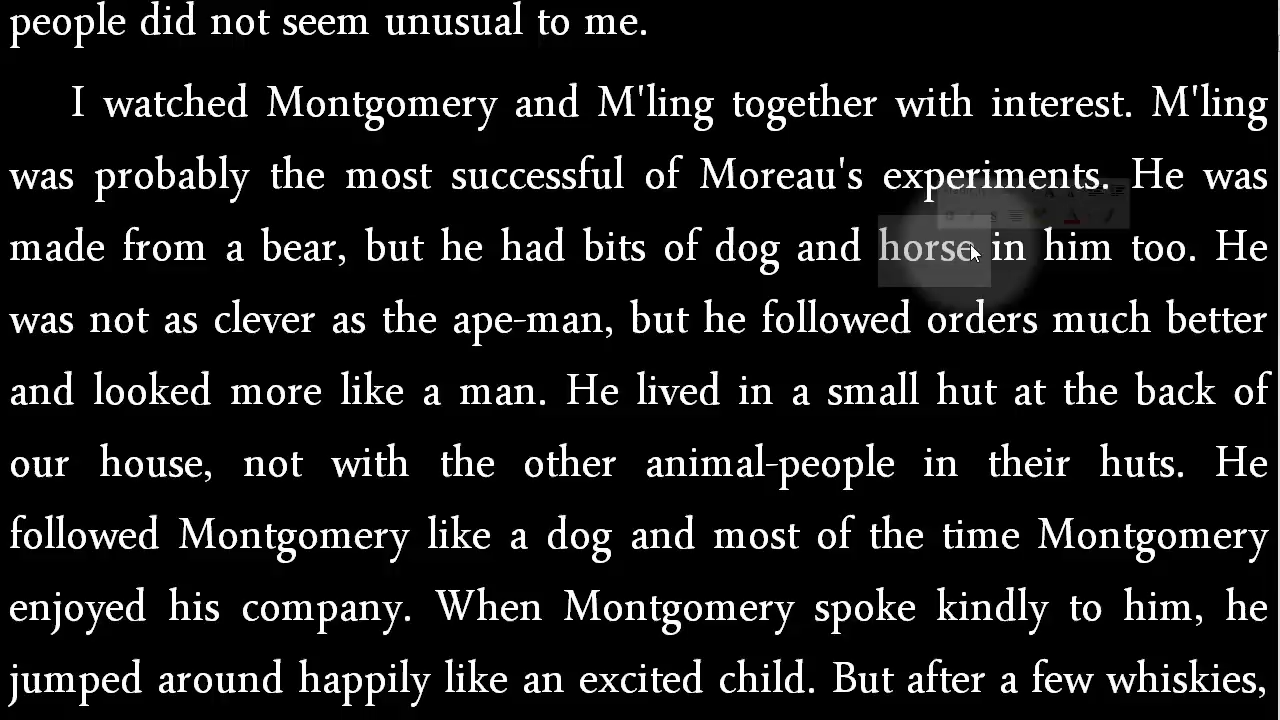 people did not seem unusual to me.
I watched Montgomery and M'ling together with interest. M'ling
was probably the most successful of Moreau's experiments. He was
made from a bear, but he had bits of dog and horse in him too. He
was not as clever as the ape-man, but he followed orders much better
and looked more like a man. He lived in a small hut at the back of
our house, not with the other animal-people in their huts. He
followed Montgomery like a dog and most of the time Montgomery
enjoyed his company. When Montgomery spoke kindly to him, he
jumped around happily like an excited child. But after a few whiskies,